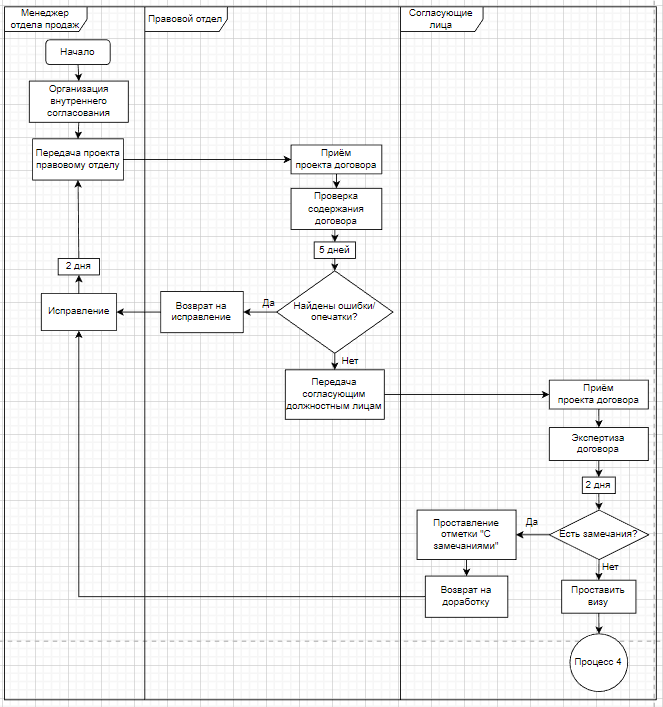 Менеджер
отдела продаж
Правовой отдел
Согласующие
лица
Начало
Организация
внутреннего
согласования
Передача проекта
правовому отделу
Приём
проекта договора
Проверка
содержания
договора
5 дней
2 дня
Исправление
Возврат на
исправление
Да
Найдены ошибки/
опечатки?
Нет
Передача
согласующим
должностным лицам
Приём
проекта договора
Экспертиза
договора
2 дня
Проставление
отметки "С
замечаниями"
Да
Есть замечания?
Нет
Возврат на
доработку
Проставить
визу
Процесс 4